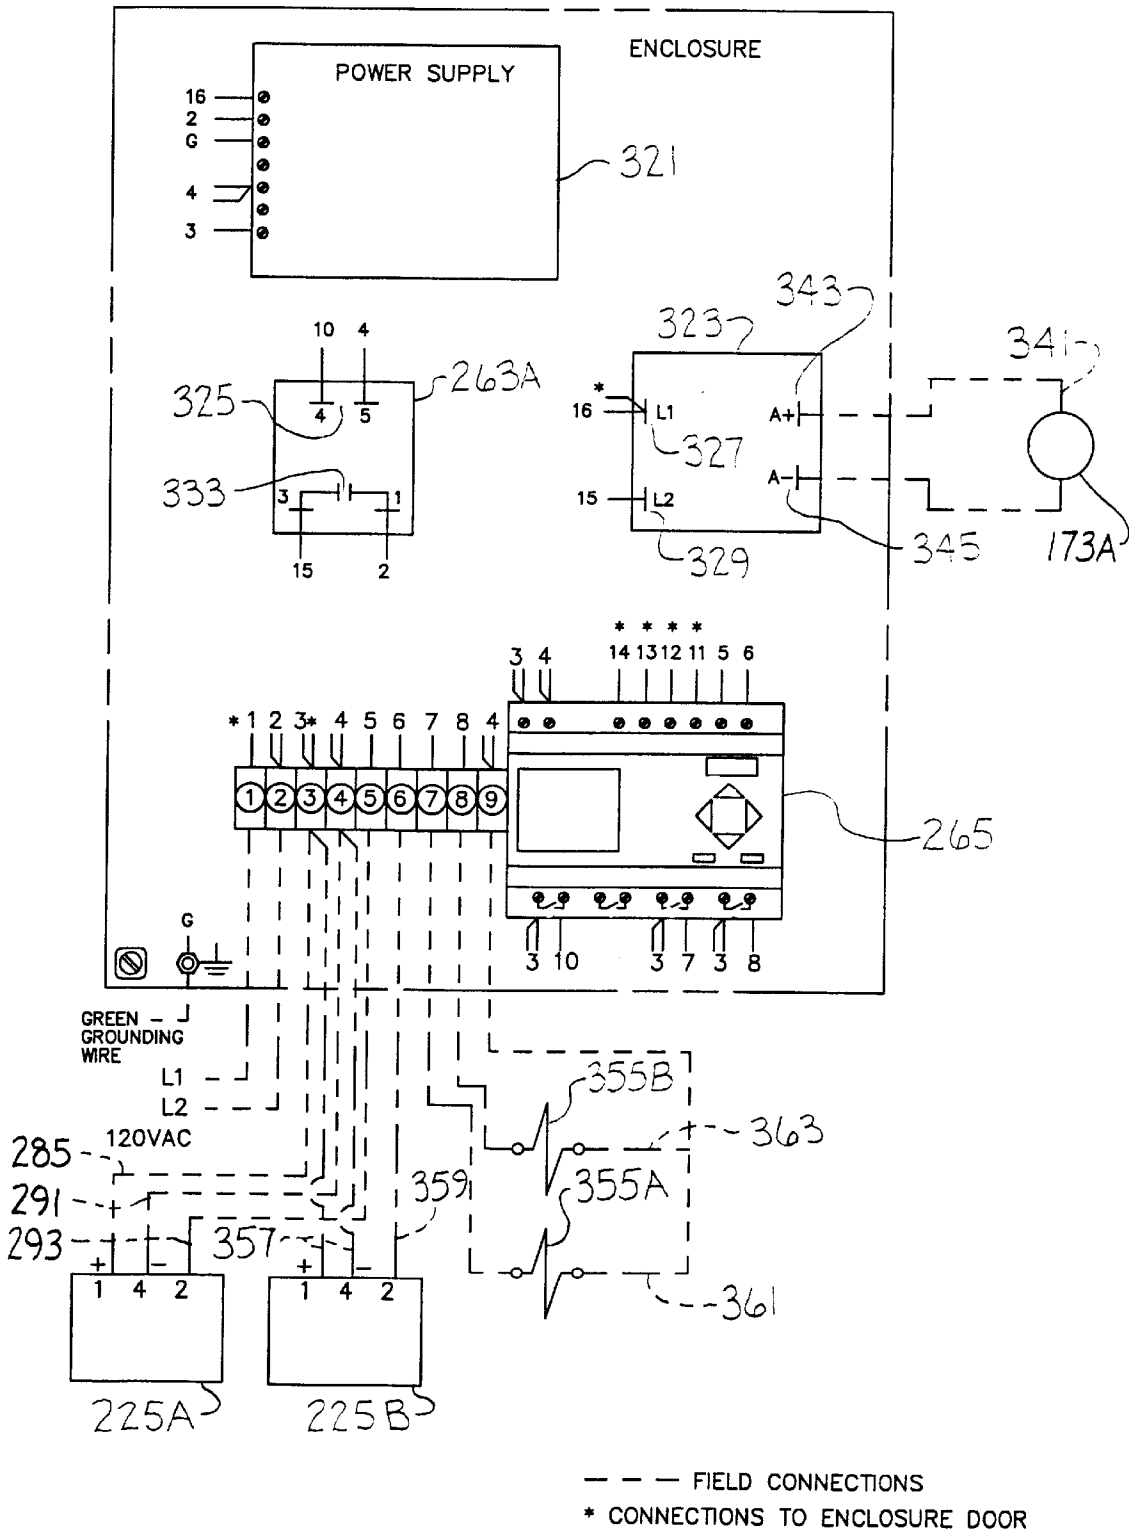 ENCLOSURE
POWER SUPPLY
16
2
G
4
3
321
343
323
341
10 4
263A
325
4 5
*
16
L1
A+
327
333
3 1
A-
15
L2
345
173A
329
15 2
* * * *
3 4 14 13 12 11 5 6
* 1 2 3* 4 5 6 7 8 4
1 2 3 4 5 6 7 8 9
265
G
3 10 3 7 3 8
GREEN
GROUNDING
WIRE
L1
L2
120VAC
355B
285
363
291
359
355A
293
357
+ -
1 4 2
+ -
1 4 2
361
225A
225B
— — — FIELD CONNECTIONS
* CONNECTIONS TO ENCLOSURE DOOR